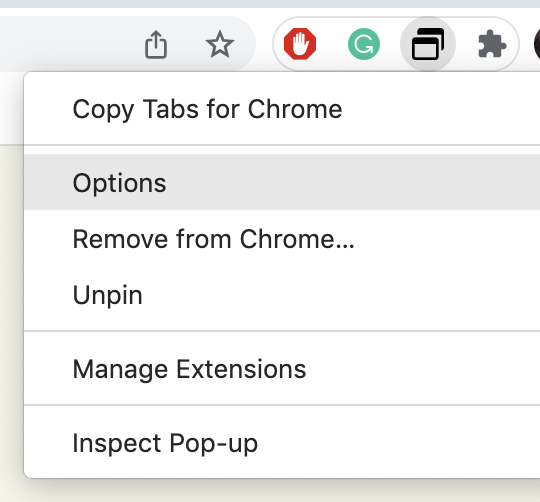 Copy Tabs for Chrome
Options
Remove from Chrome...
Unpin
Manage Extensions
Inspect Pop-up